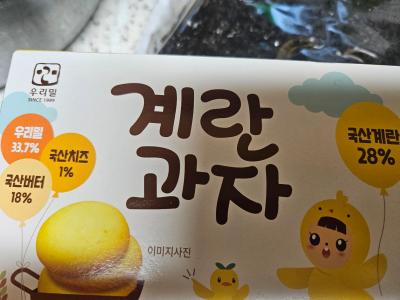 우리밀
SINCE 1989
계란
과자
우리밀
33.7%
국산치즈
1%
국산버터
18%
국산계란
28%
이미지사진